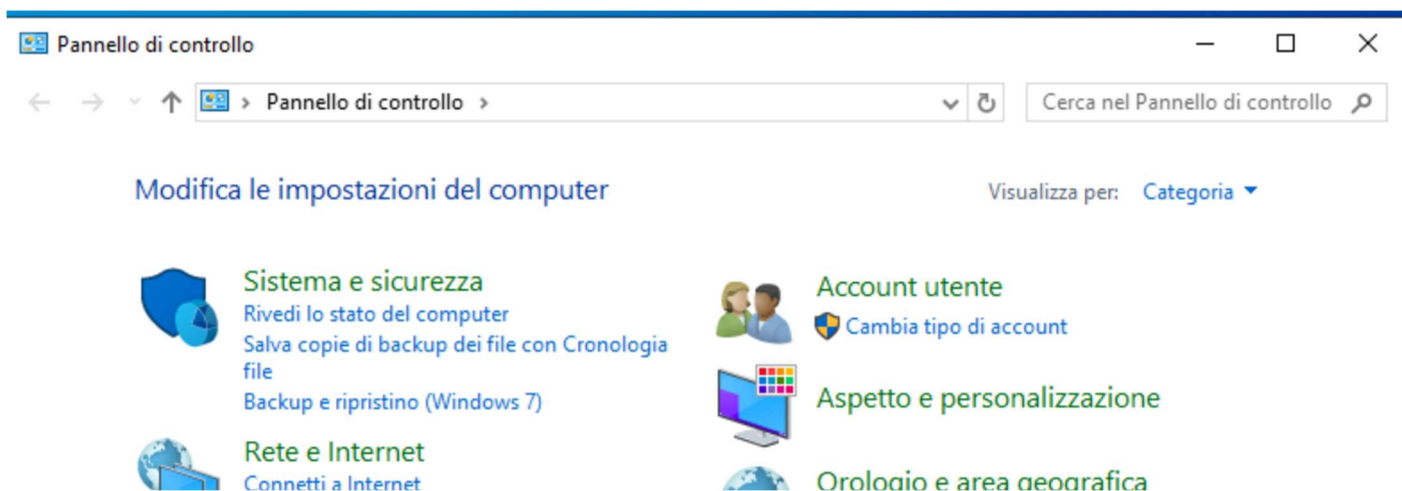 Pannello di controllo
Pannello di controllo
Cerca nel Pannello di controllo
Modifica le impostazioni del computer
Visualizza per: Categoria
Sistema e sicurezza
Rivedi lo stato del computer
Salva copie di backup dei file con Cronologia
file
Backup e ripristino (Windows 7)
Rete e Internet
Connetti a Internet
Account utente
Cambia tipo di account
Aspetto e personalizzazione
Orologio e area geografica